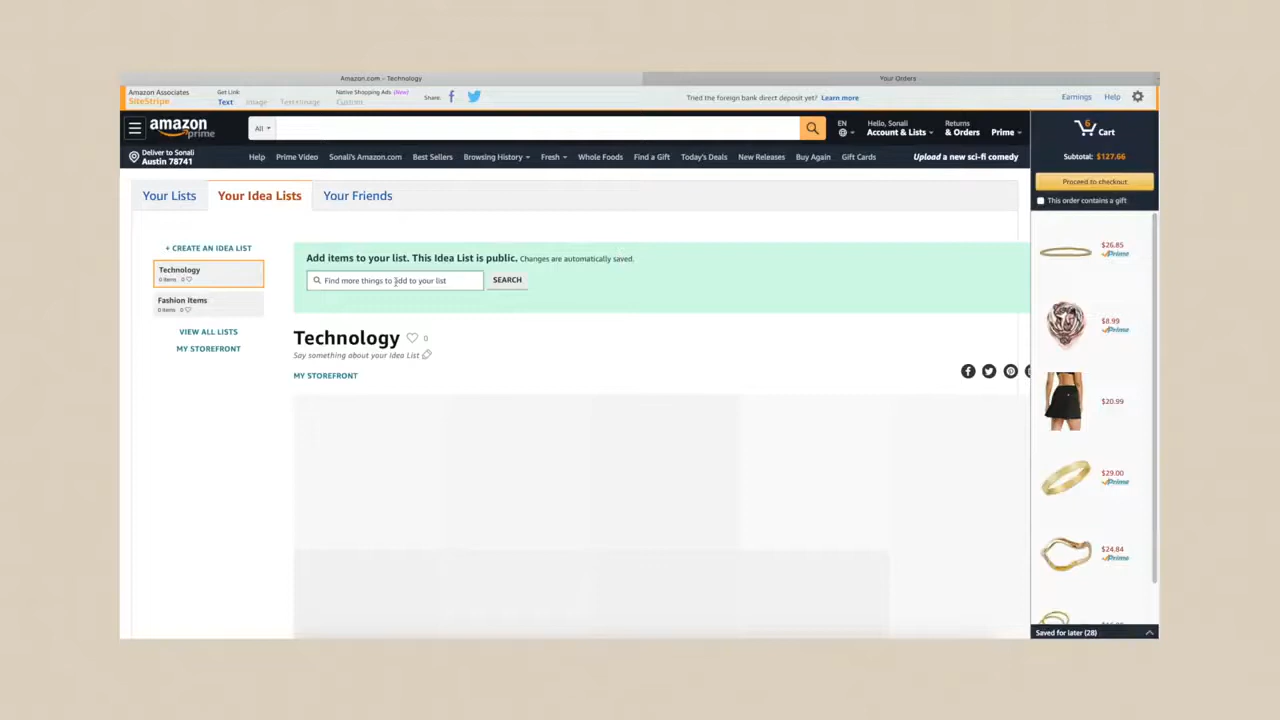 Amazon.com - Technology
Your Orders
Amazon Associates
SiteStripe
Get Link:
Text Image Text+Image
Native Shopping Ads (New)
Custom
Share:
Tried the foreign bank direct deposit yet? Learn more
Earnings Help
amazon
prime
All
EN
Hello, Sonali
Account & Lists
Returns
& Orders
Prime
6
Cart
Deliver to Sonali
Austin 78741
Help Prime Video Sonali's Amazon.com Best Sellers Browsing History Fresh Whole Foods Find a Gift Today's Deals New Releases Buy Again Gift Cards
Upload a new sci-fi comedy
Subtotal: $127.66
Proceed to checkout
This order contains a gift
Your Lists
Your Idea Lists
Your Friends
+ CREATE AN IDEA LIST
Technology
0 items 0
Fashion Items
0 items 0
VIEW ALL LISTS
MY STOREFRONT
Add items to your list. This Idea List is public. Changes are automatically saved.
Find more things to add to your list
SEARCH
Technology 0
Say something about your Idea List
MY STOREFRONT
$26.85
Prime
$8.99
Prime
$20.99
$29.00
Prime
$24.84
Prime
Saved for later (28)